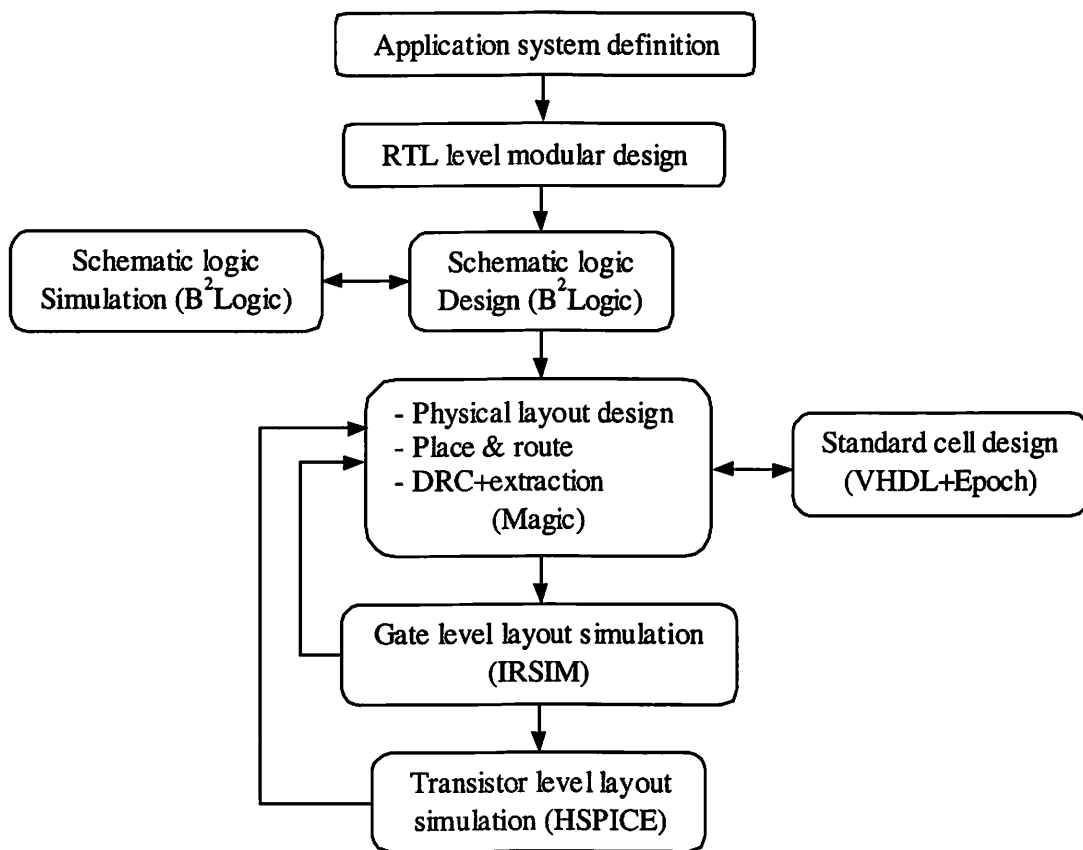 Application system definition
RTL level modular design
Schematic logic
Simulation (B²Logic)
Schematic logic
Design (B²Logic)
- Physical layout design
- Place & route
- DRC+extraction
(Magic)
Standard cell design
(VHDL+Epoch)
Gate level layout simulation
(IRSIM)
Transistor level layout
simulation (HSPICE)